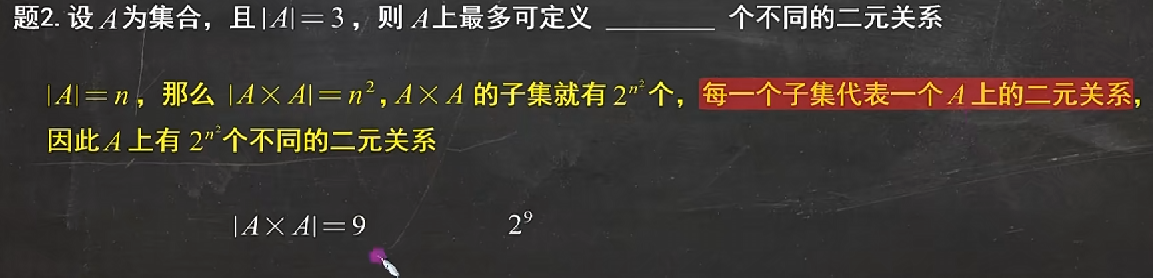 题2. 设 A 为集合，且 |A| = 3，则 A 上最多可定义 ________ 个不同的二元关系
|A| = n，那么 |A × A| = n²，A × A 的子集就有 2^{n²} 个，每一个子集代表一个 A 上的二元关系，
因此 A 上有 2^{n²} 个不同的二元关系
|A × A| = 9 2⁹